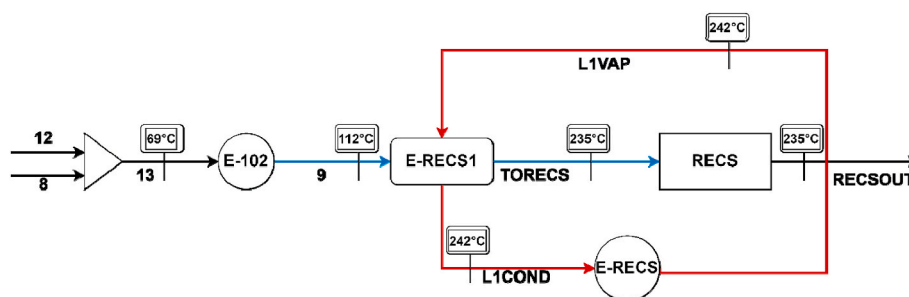 242°C
L1VAP
12
69°C
112°C
235°C
235°C
E-102
E-RECS1
RECS
8
13
9
TORECS
RECSOUT
242°C
L1COND
E-RECS